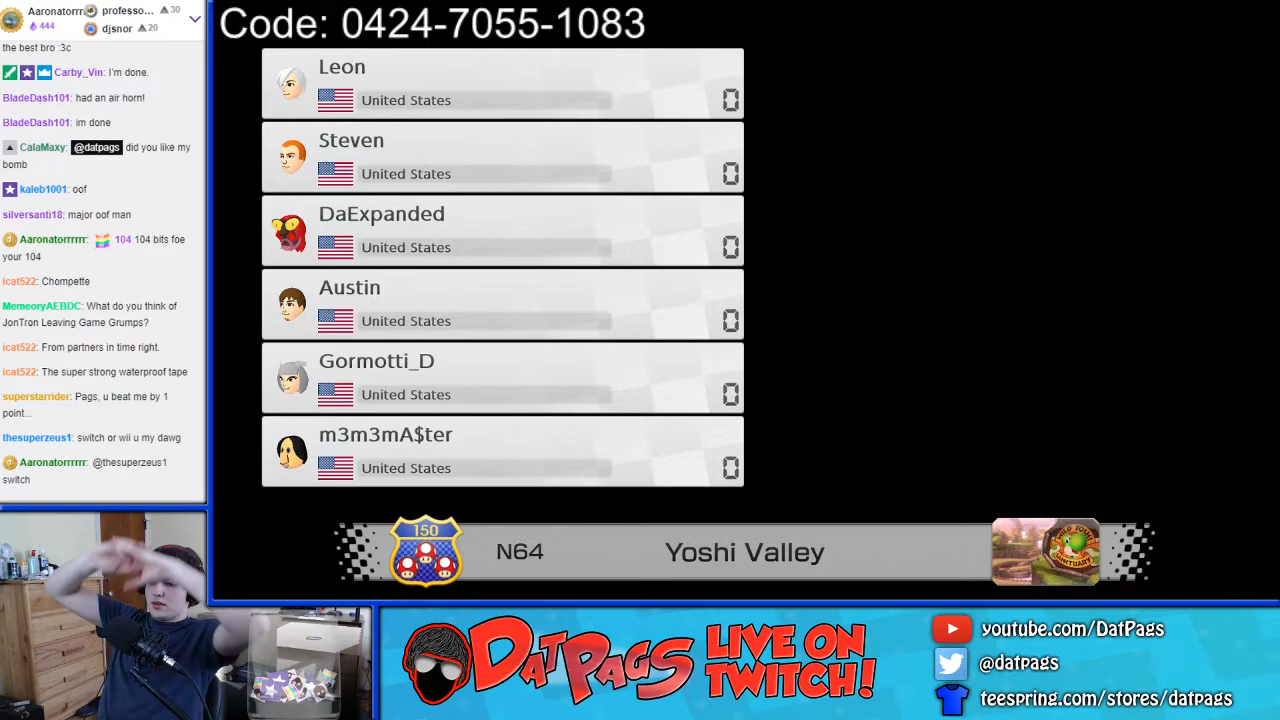 Aaronatorrr...
444
professo... 30
djsnor 20
the best bro :3c
Carby_Vin: I'm done.
BladeDash101: had an air horn!
BladeDash101: im done
CalaMaxy: @datpags did you like my
bomb
kaleb1001: oof
silversanti18: major oof man
Aaronatorrrrrr: 104 104 bits foe
your 104
icat522: Chompette
MemeoryAEBDC: What do you think of
JonTron Leaving Game Grumps?
icat522: From partners in time right.
icat522: The super strong waterproof tape
superstarrider: Pags, u beat me by 1
point...
thesuperzeus1: switch or wii u my dawg
Aaronatorrrrrr: @thesuperzeus1
switch
Code: 0424-7055-1083
Leon
United States 0
Steven
United States 0
DaExpanded
United States 0
Austin
United States 0
Gormotti_D
United States 0
m3m3mA$ter
United States 0
150
N64 Yoshi Valley
DATPAGS
LIVE ON
TWITCH!
youtube.com/DatPags
@datpags
teespring.com/stores/datpags